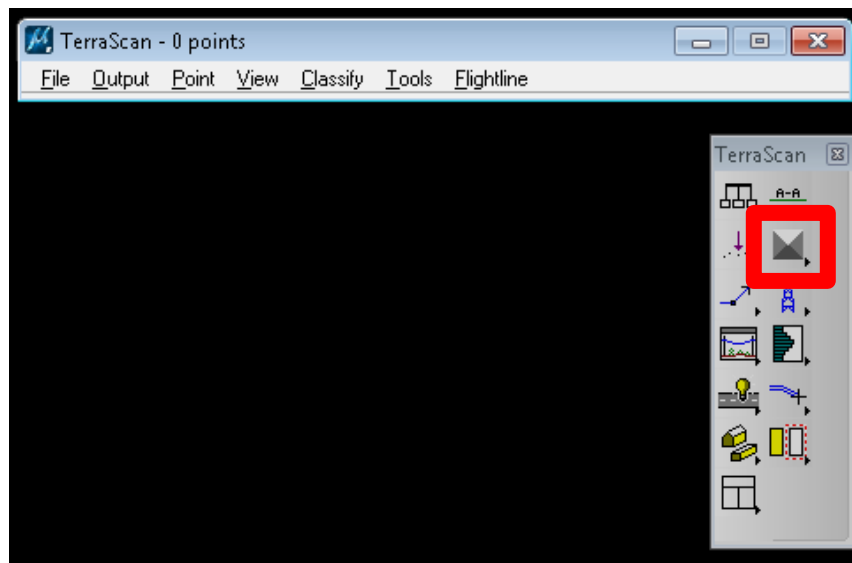 TerraScan - 0 points
File Output Point View Classify Tools Flightline
TerraScan
A-A